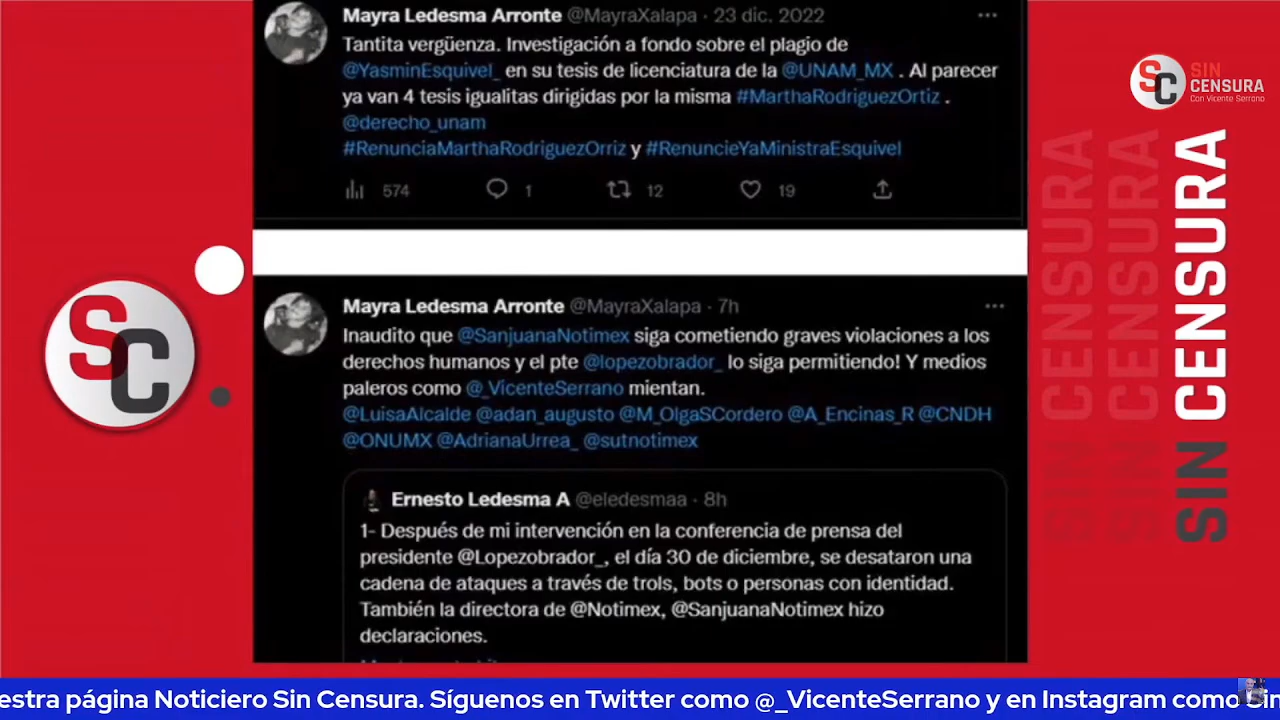 Mayra Ledesma Arronte @MayraXalapa · 23 dic. 2022
Tantita vergüenza. Investigación a fondo sobre el plagio de
@YasminEsquivel_ en su tesis de licenciatura de la @UNAM_MX . Al parecer
ya van 4 tesis igualitas dirigidas por la misma #MarthaRodriguezOrtiz .
@derecho_unam
#RenunciaMarthaRodriguezOrriz y #RenuncieYaMinistraEsquivel
574 1 12 19
SIN
CENSURA
Con Vicente Serrano
SC
SC
Mayra Ledesma Arronte @MayraXalapa · 7h
Inaudito que @SanjuanaNotimex siga cometiendo graves violaciones a los
derechos humanos y el pte @lopezobrador_ lo siga permitiendo! Y medios
paleros como @_VicenteSerrano mientan.
@LuisaAlcalde @adan_augusto @M_OlgaSCordero @A_Encinas_R @CNDH
@ONUMX @AdrianaUrrea_ @sutnotimex
Ernesto Ledesma A @eledesmaa · 8h
1- Después de mi intervención en la conferencia de prensa del
presidente @Lopezobrador_, el día 30 de diciembre, se desataron una
cadena de ataques a través de trols, bots o personas con identidad.
También la directora de @Notimex, @SanjuanaNotimex hizo
declaraciones.
SIN CENSURA
SIN CENSURA
SIN CENSURA
estra página Noticiero Sin Censura. Síguenos en Twitter como @_VicenteSerrano y en Instagram como